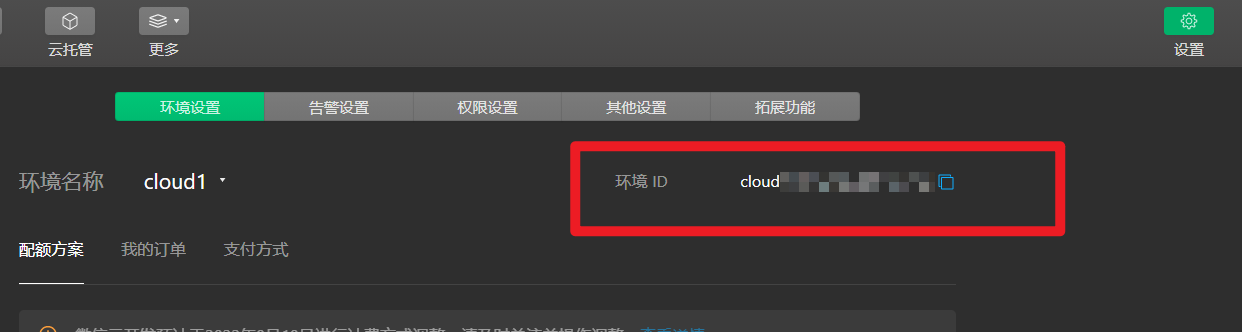 云托管 更多 设置
环境设置 告警设置 权限设置 其他设置 拓展功能
环境名称 cloud1 环境 ID cloud
配额方案 我的订单 支付方式